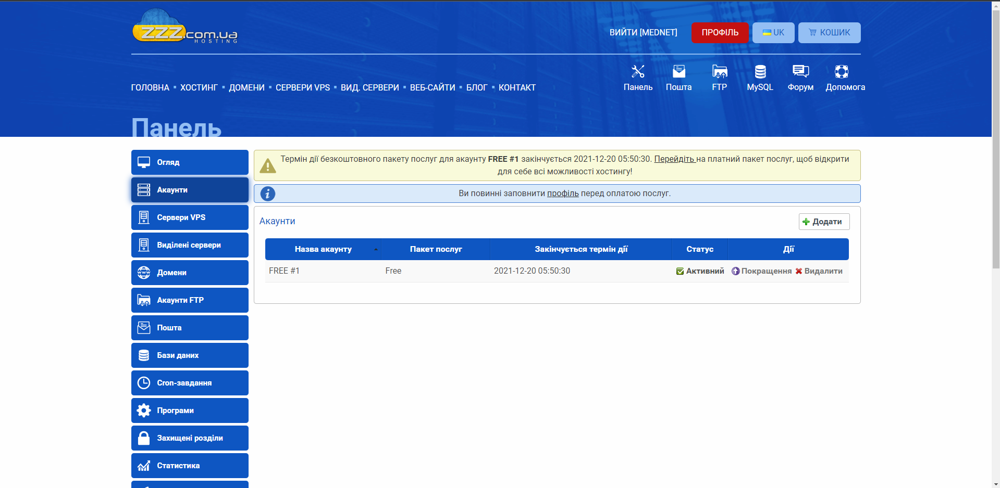 ZZZ.com.ua
HOSTING
ВИЙТИ [MEDNET]
ПРОФІЛЬ
UK
КОШИК
ГОЛОВНА ▪ ХОСТИНГ ▪ ДОМЕНИ ▪ СЕРВЕРИ VPS ▪ ВИД. СЕРВЕРИ ▪ ВЕБ-САЙТИ ▪ БЛОГ ▪ КОНТАКТ
Панель
Пошта
FTP
MySQL
Форум
Допомога
Панель
Огляд
Акаунти
Сервери VPS
Виділені сервери
Домени
Акаунти FTP
Пошта
Бази даних
Cron-завдання
Програми
Захищені розділи
Статистика
Термін дії безкоштовного пакету послуг для акаунту FREE #1 закінчується 2021-12-20 05:50:30. Перейдіть на платний пакет послуг, щоб відкрити
для себе всі можливості хостингу!
Ви повинні заповнити профіль перед оплатою послуг.
Акаунти
Додати
Назва акаунту Пакет послуг Закінчується термін дії Статус Дії
FREE #1 Free 2021-12-20 05:50:30 Активний Покращення Видалити